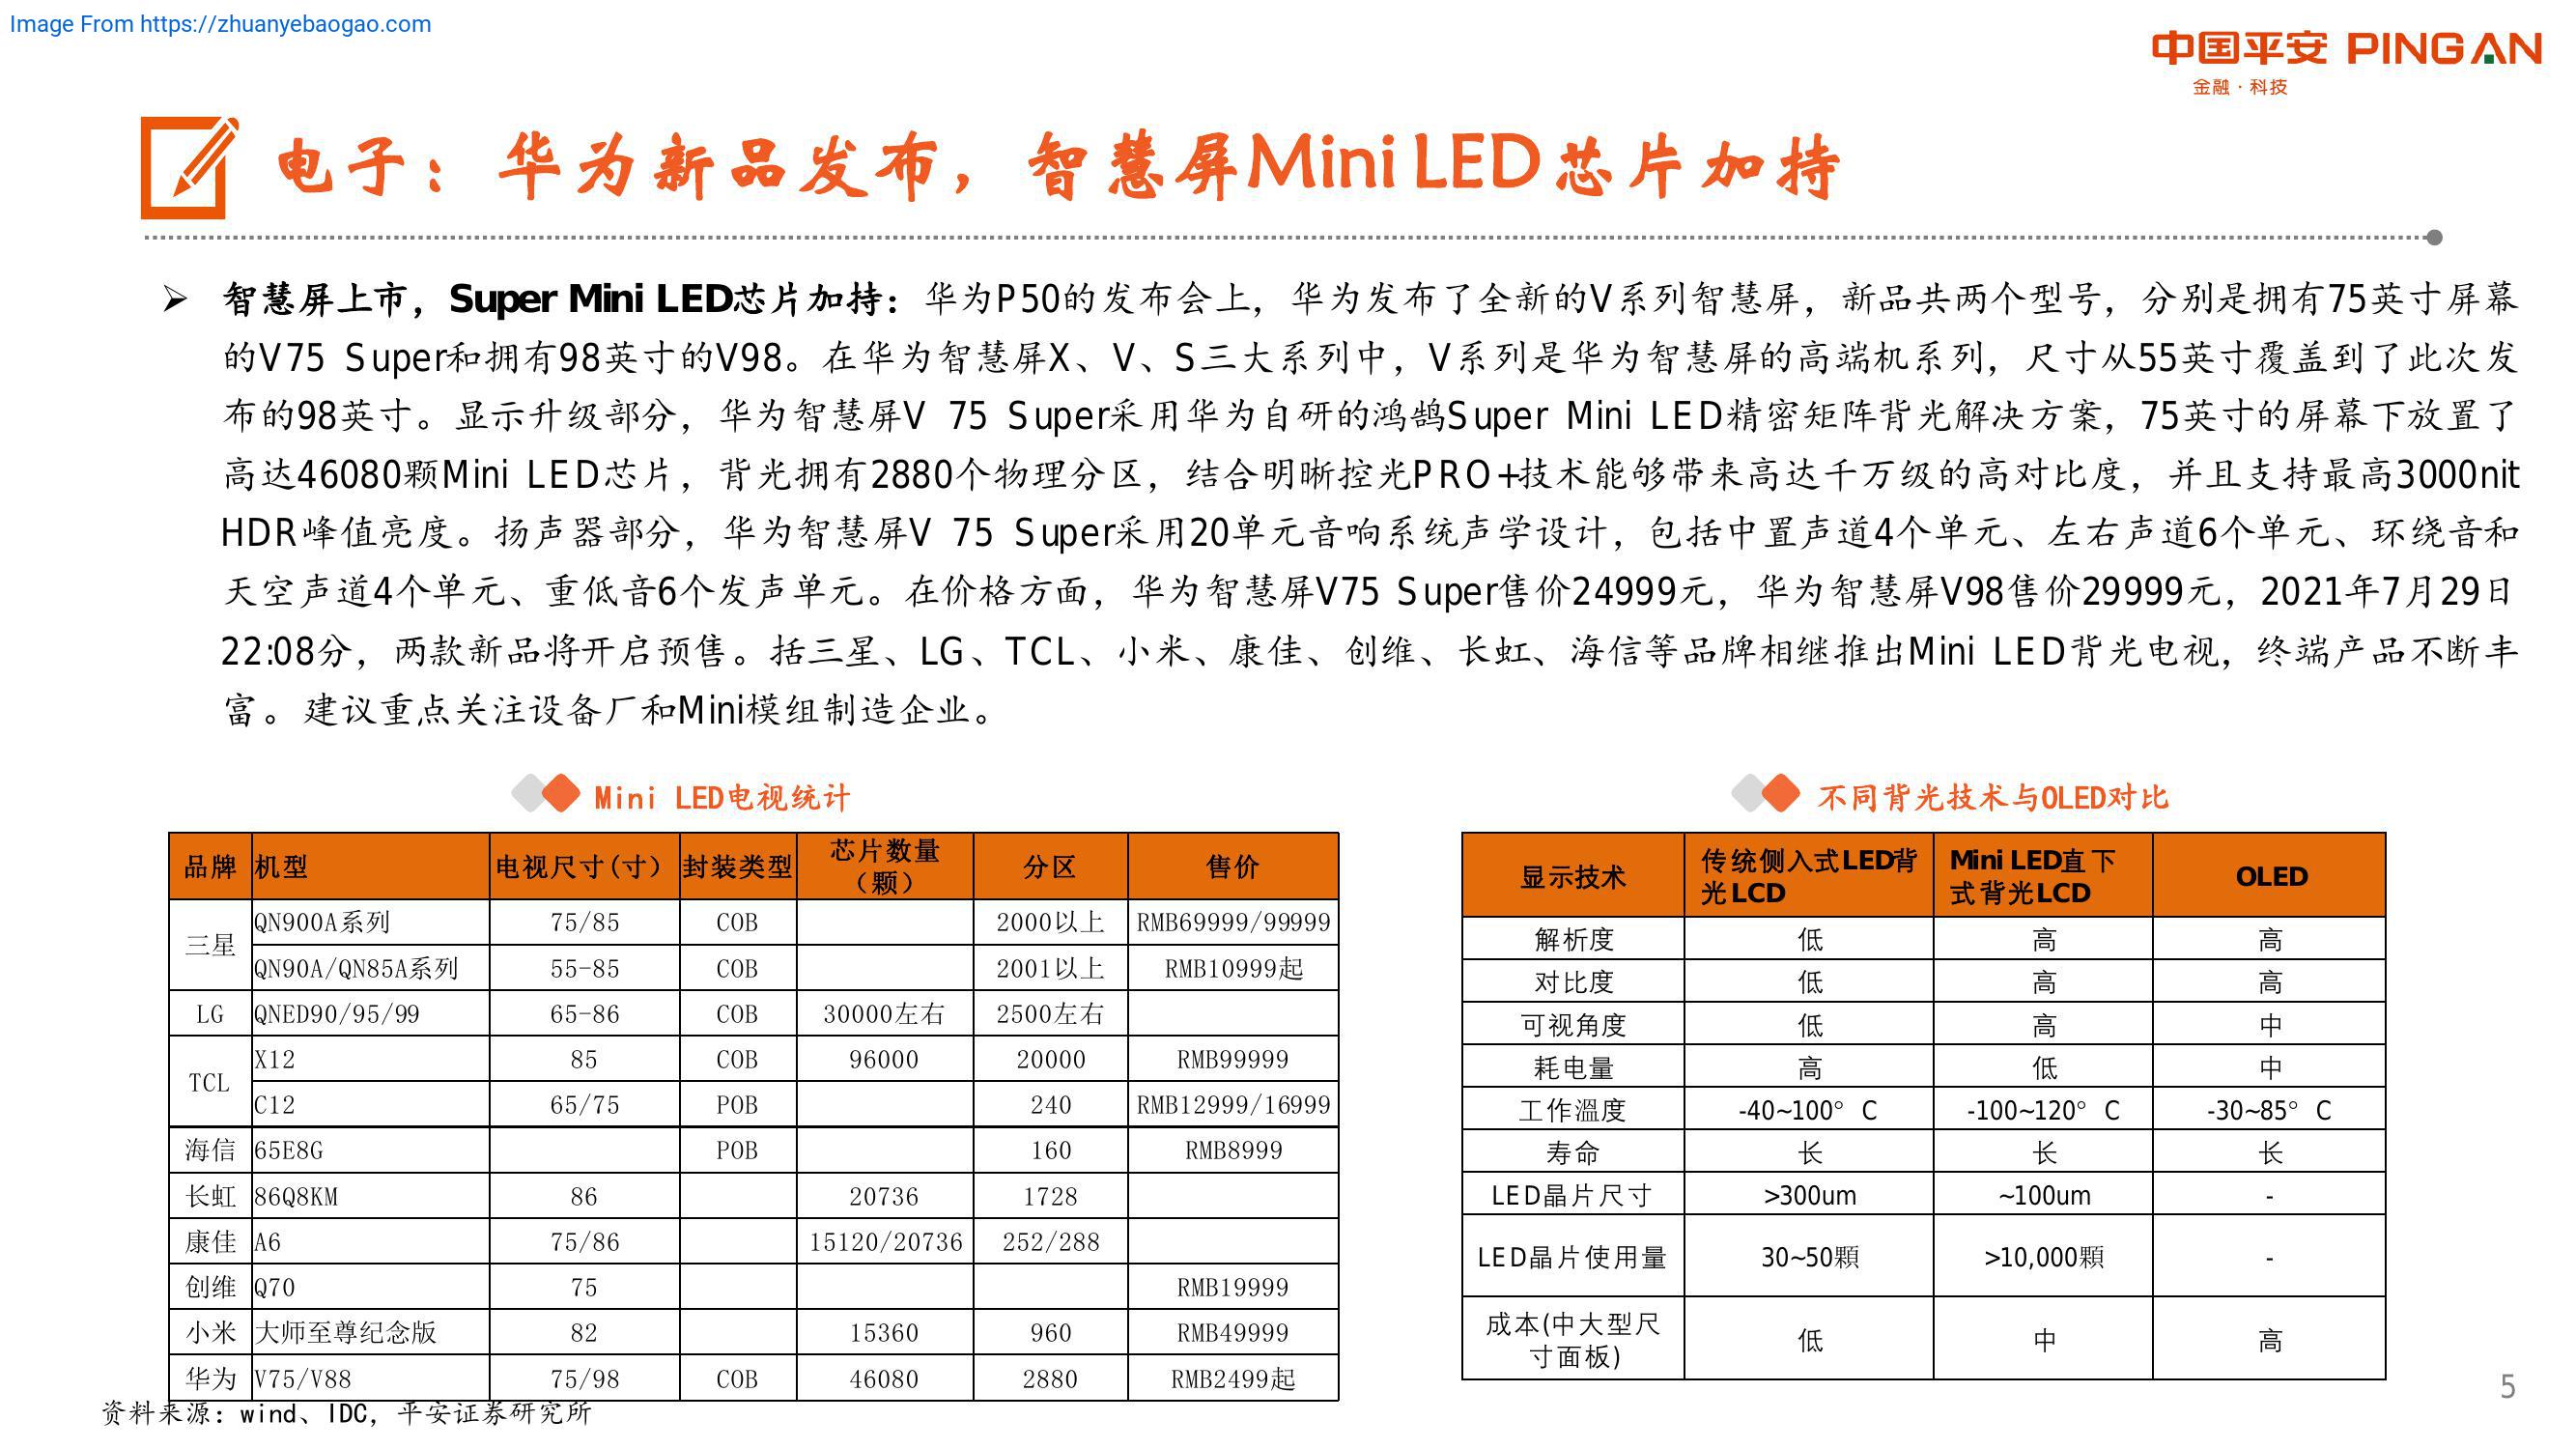 Image From https://zhuanyebaogao.com
中国平安 PINGAN
金融·科技
电子：华为新品发布，智慧屏Mini LED芯片加持
智慧屏上市，Super Mini LED芯片加持：华为P50的发布会上，华为发布了全新的V系列智慧屏，新品共两个型号，分别是拥有75英寸屏幕
的V75 Super和拥有98英寸的V98。在华为智慧屏X、V、S三大系列中，V系列是华为智慧屏的高端机系列，尺寸从55英寸覆盖到了此次发
布的98英寸。显示升级部分，华为智慧屏V 75 Super采用华为自研的鸿鹄Super Mini LED精密矩阵背光解决方案，75英寸的屏幕下放置了
高达46080颗Mini LED芯片，背光拥有2880个物理分区，结合明晰控光PRO+技术能够带来高达千万级的高对比度，并且支持最高3000nit
HDR峰值亮度。扬声器部分，华为智慧屏V 75 Super采用20单元音响系统声学设计，包括中置声道4个单元、左右声道6个单元、环绕音和
天空声道4个单元、重低音6个发声单元。在价格方面，华为智慧屏V75 Super售价24999元，华为智慧屏V98售价29999元，2021年7月29日
22:08分，两款新品将开启预售。括三星、LG、TCL、小米、康佳、创维、长虹、海信等品牌相继推出Mini LED背光电视，终端产品不断丰
富。建议重点关注设备厂和Mini模组制造企业。
Mini LED电视统计
品牌 机型 电视尺寸(寸) 封装类型 芯片数量（颗） 分区 售价
三星 QN900A系列 75/85 COB 2000以上 RMB69999/99999
QN90A/QN85A系列 55-85 COB 2001以上 RMB10999起
LG QNED90/95/99 65-86 COB 30000左右 2500左右
TCL X12 85 COB 96000 20000 RMB99999
C12 65/75 POB 240 RMB12999/16999
海信 65E8G POB 160 RMB8999
长虹 86Q8KM 86 20736 1728
康佳 A6 75/86 15120/20736 252/288
创维 Q70 75 RMB19999
小米 大师至尊纪念版 82 15360 960 RMB49999
华为 V75/V88 75/98 COB 46080 2880 RMB2499起
资料来源：wind、IDC，平安证券研究所
不同背光技术与OLED对比
显示技术 传统侧入式LED背光LCD Mini LED直下式背光LCD OLED
解析度 低 高 高
对比度 低 高 高
可视角度 低 高 中
耗电量 高 低 中
工作溫度 -40~100°C -100~120°C -30~85°C
寿命 长 长 长
LED晶片尺寸 >300um ~100um -
LED晶片使用量 30~50顆 >10,000顆 -
成本(中大型尺寸面板) 低 中 高
5